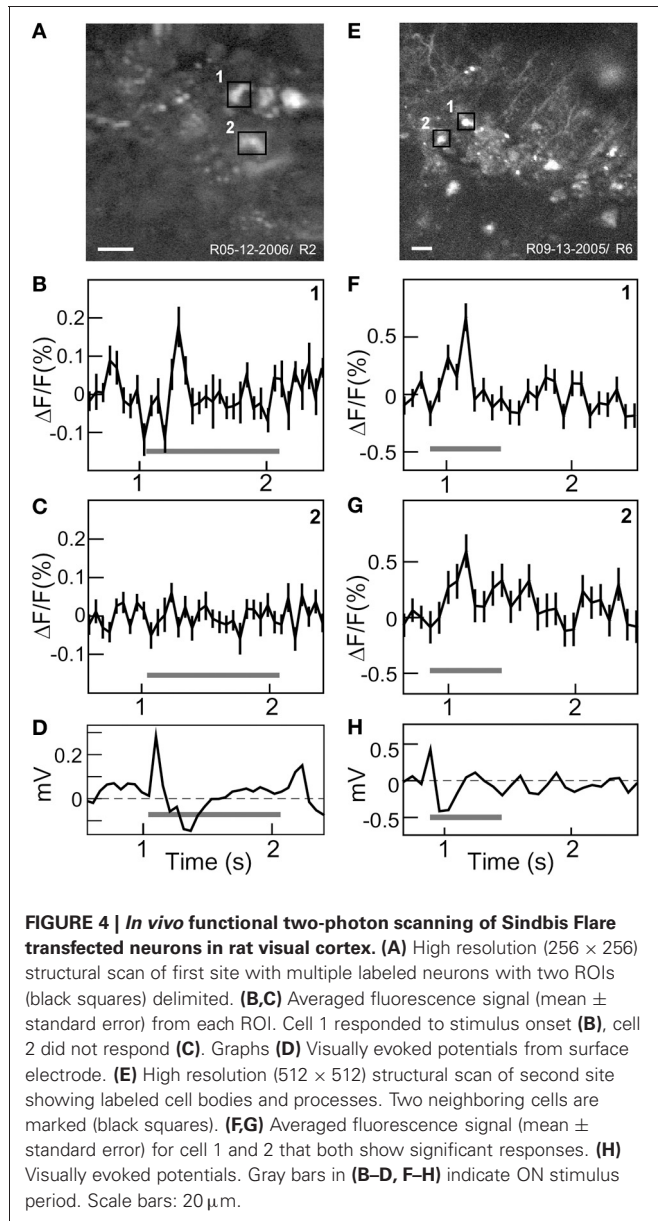 A
E
1
2
1
2
R05-12-2006/ R2
R09-13-2005/ R6
B
1
ΔF/F(%)
0.2
0.1
0
-0.1
1
2
F
1
ΔF/F(%)
0.5
0
-0.5
1
2
C
2
ΔF/F(%)
0.2
0.1
0
-0.1
1
2
G
2
ΔF/F(%)
0.5
0
-0.5
1
2
D
mV
0.2
0
1
2
Time (s)
H
mV
0.5
0
-0.5
1
2
Time (s)
FIGURE 4 | In vivo functional two-photon scanning of Sindbis Flare
transfected neurons in rat visual cortex. (A) High resolution (256 × 256)
structural scan of first site with multiple labeled neurons with two ROIs
(black squares) delimited. (B,C) Averaged fluorescence signal (mean ±
standard error) from each ROI. Cell 1 responded to stimulus onset (B), cell
2 did not respond (C). Graphs (D) Visually evoked potentials from surface
electrode. (E) High resolution (512 × 512) structural scan of second site
showing labeled cell bodies and processes. Two neighboring cells are
marked (black squares). (F,G) Averaged fluorescence signal (mean ±
standard error) for cell 1 and 2 that both show significant responses. (H)
Visually evoked potentials. Gray bars in (B–D, F–H) indicate ON stimulus
period. Scale bars: 20 μm.